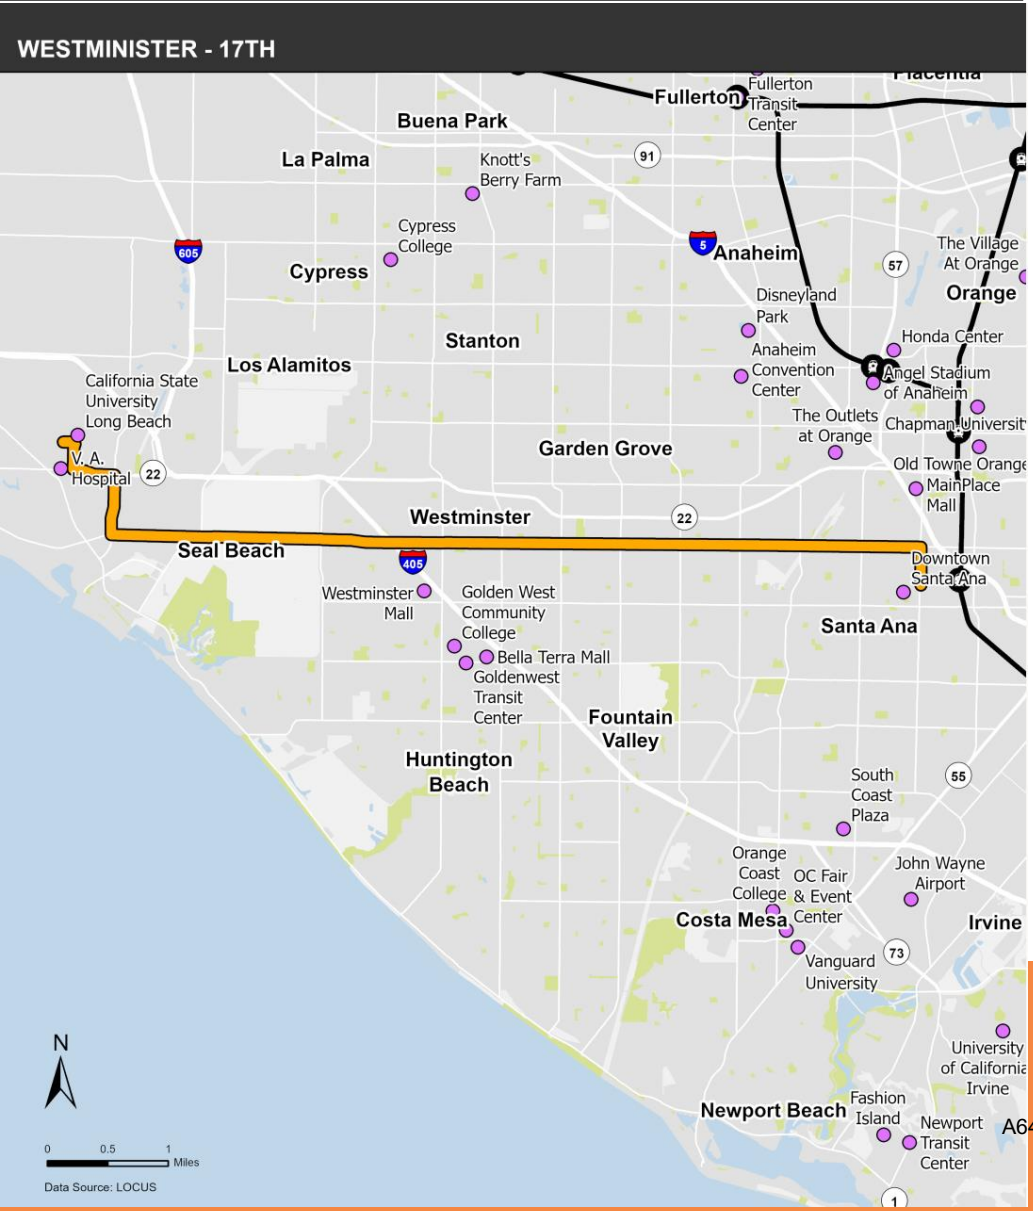 WESTMINISTER - 17TH
Placentia
Fullerton
Fullerton
Transit
Center
Buena Park
91
La Palma
Knott's
Berry Farm
Cypress
College
605
5
Anaheim
57
The Village
At Orange
Cypress
Orange
Disneyland
Park
Stanton
Honda Center
Los Alamitos
Anaheim
Convention
Center
Angel Stadium
of Anaheim
California State
University
Long Beach
The Outlets
at Orange
Chapman University
Garden Grove
V. A.
Hospital
22
Old Towne Orange
MainPlace
Mall
Westminster
22
Seal Beach
405
Downtown
Santa Ana
Westminster
Mall
Golden West
Community
College
Santa Ana
Bella Terra Mall
Goldenwest
Transit
Center
Fountain
Valley
Huntington
Beach
South
Coast
Plaza
55
Orange
Coast
College
OC Fair
& Event
Center
John Wayne
Airport
Costa Mesa
Irvine
73
Vanguard
University
N
University
of California
Irvine
Newport Beach
Fashion
Island
Newport
Transit
Center
A64
0 0.5 1
Miles
Data Source: LOCUS
1